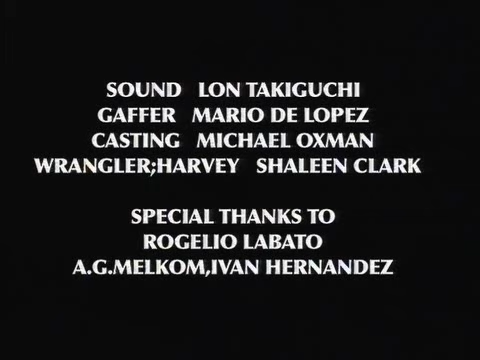 SOUND LON TAKIGUCHI
GAFFER MARIO DE LOPEZ
CASTING MICHAEL OXMAN
WRANGLER;HARVEY SHALEEN CLARK
SPECIAL THANKS TO
ROGELIO LABATO
A.G.MELKOM,IVAN HERNANDEZ